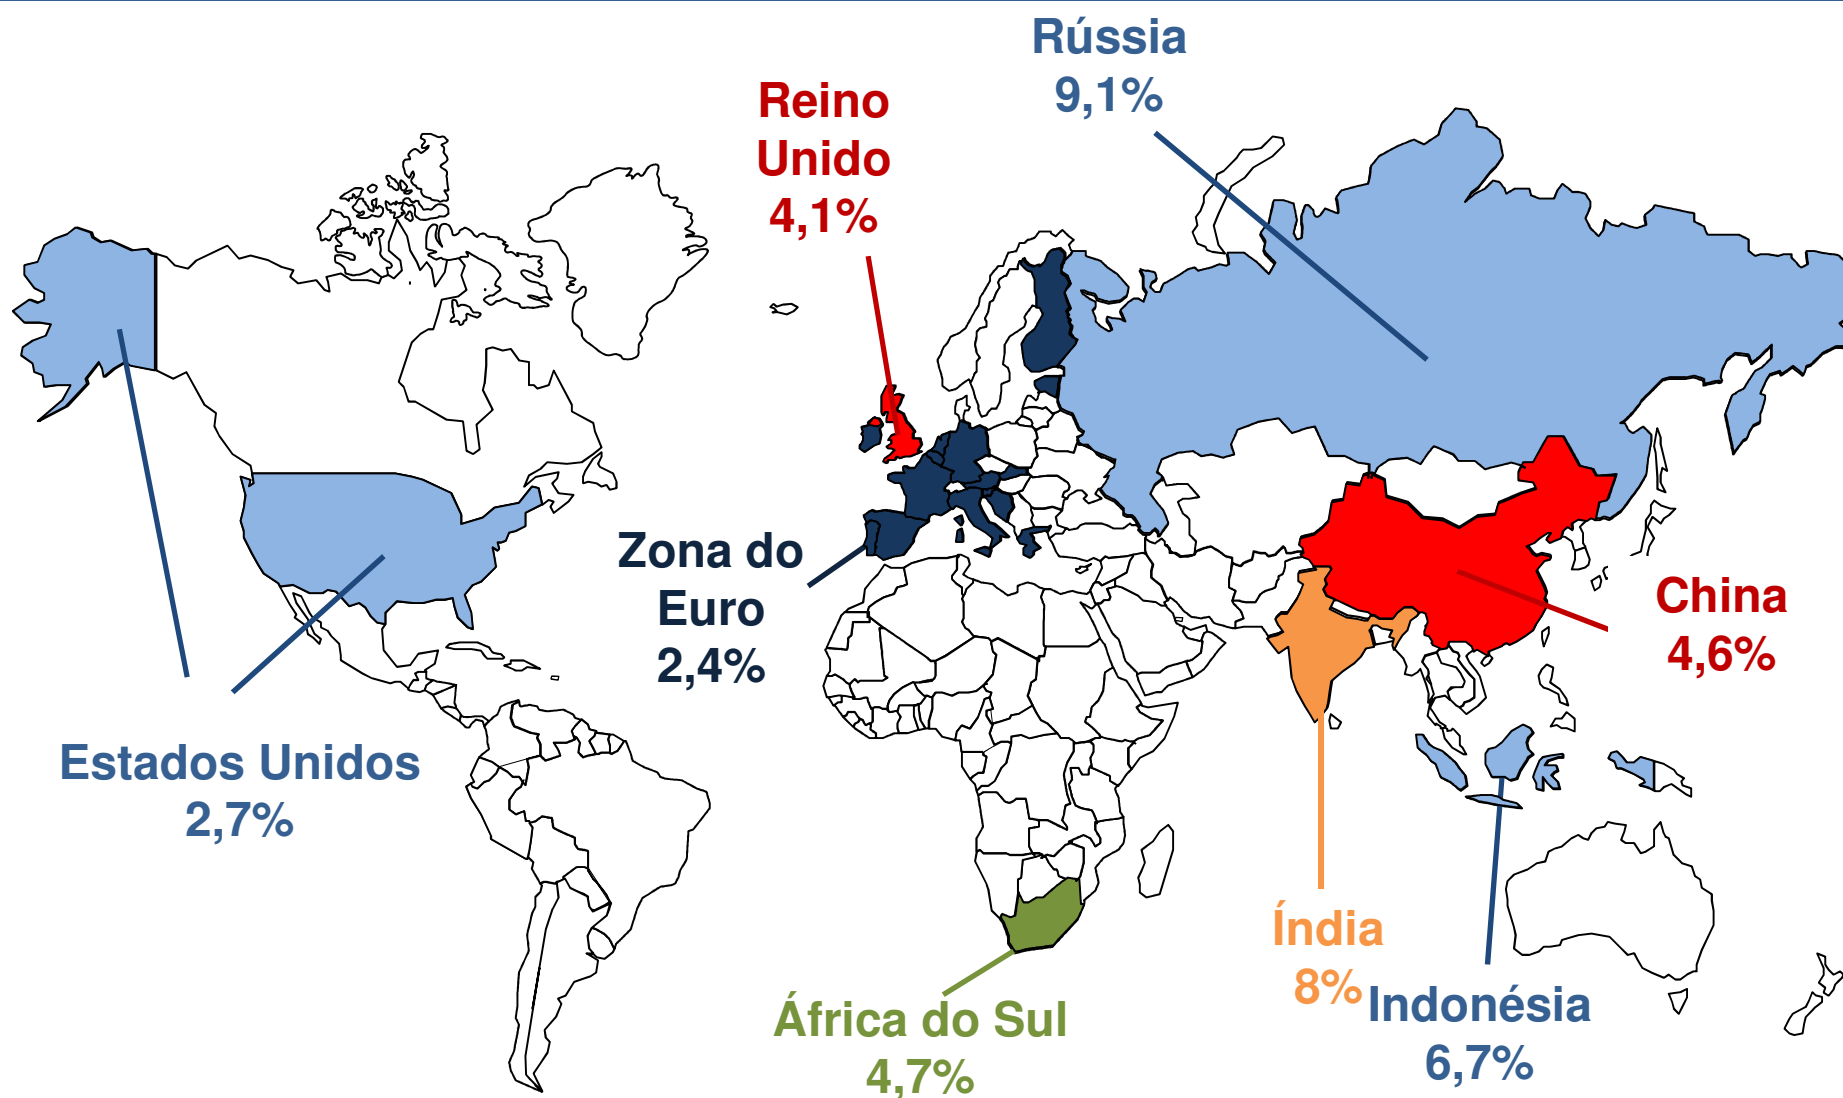 Rússia
9,1%
Reino
Unido
4,1%
Zona do
Euro
2,4%
China
4,6%
Estados Unidos
2,7%
Índia
8%
Indonésia
6,7%
África do Sul
4,7%